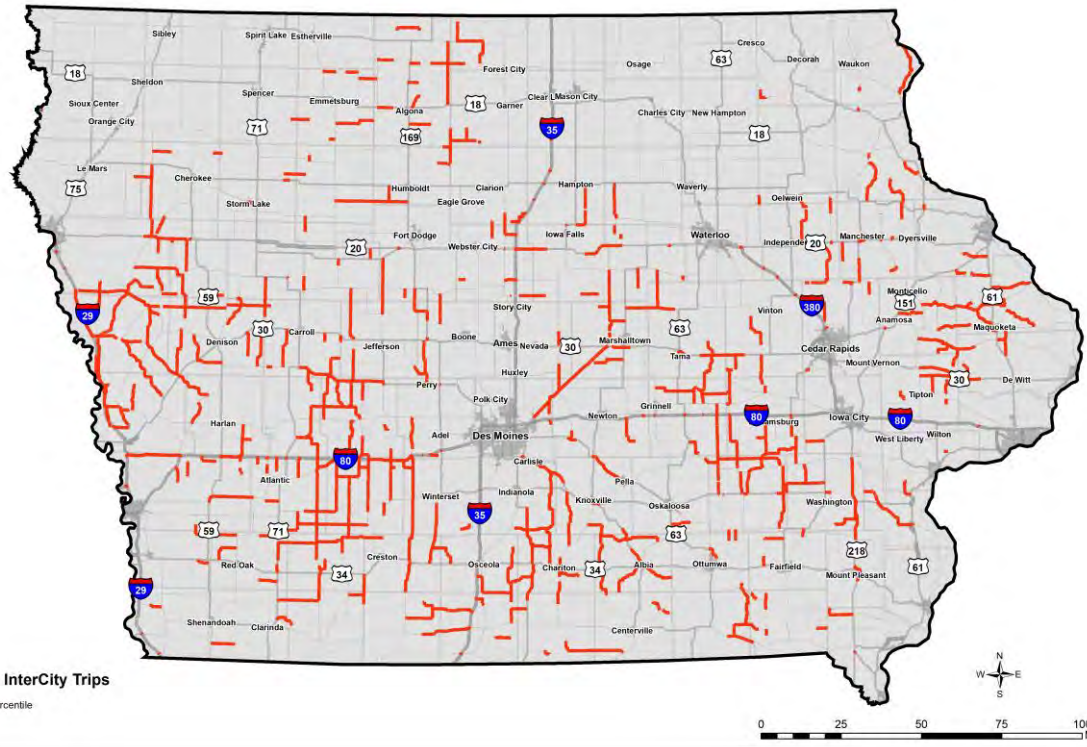 Sibley
Spirit Lake Estherville
Cresco
Decorah
Waukon
63
Osage
Forest City
18
Sheldon
Spencer
Emmetsburg
Algona
18
Garner
Clear L Mason City
Sioux Center
Orange City
71
169
35
Charles City
New Hampton
18
Le Mars
75
Cherokee
Storm Lake
Humboldt
Eagle Grove
Clarion
Hampton
Waverly
Oelwein
20
Fort Dodge
Webster City
Iowa Falls
Waterloo
Independen
20
Manchester
Dyersville
59
29
30
Denison
Carroll
Jefferson
Story City
Boone
Ames
Nevada
30
Marshalltown
63
Tama
Vinton
380
Monticello
151
61
Anamosa
Maquoketa
Cedar Rapids
Mount Vernon
30
De Witt
Tipton
Huxley
Perry
Polk City
Harlan
Adel
Des Moines
Newton
Grinnell
80
amsburg
Iowa City
80
West Liberty
Wilton
80
Atlantic
Carlisle
Winterset
Indianola
35
Knoxville
Pella
Oskaloosa
Washington
59
71
63
Red Oak
34
Creston
Osceola
Chariton
34
Albia
Ottumwa
Fairfield
218
Mount Pleasant
61
29
Shenandoah
Clarinda
Centerville
InterCity Trips
rcentile
N
W
E
S
0
25
50
75
100